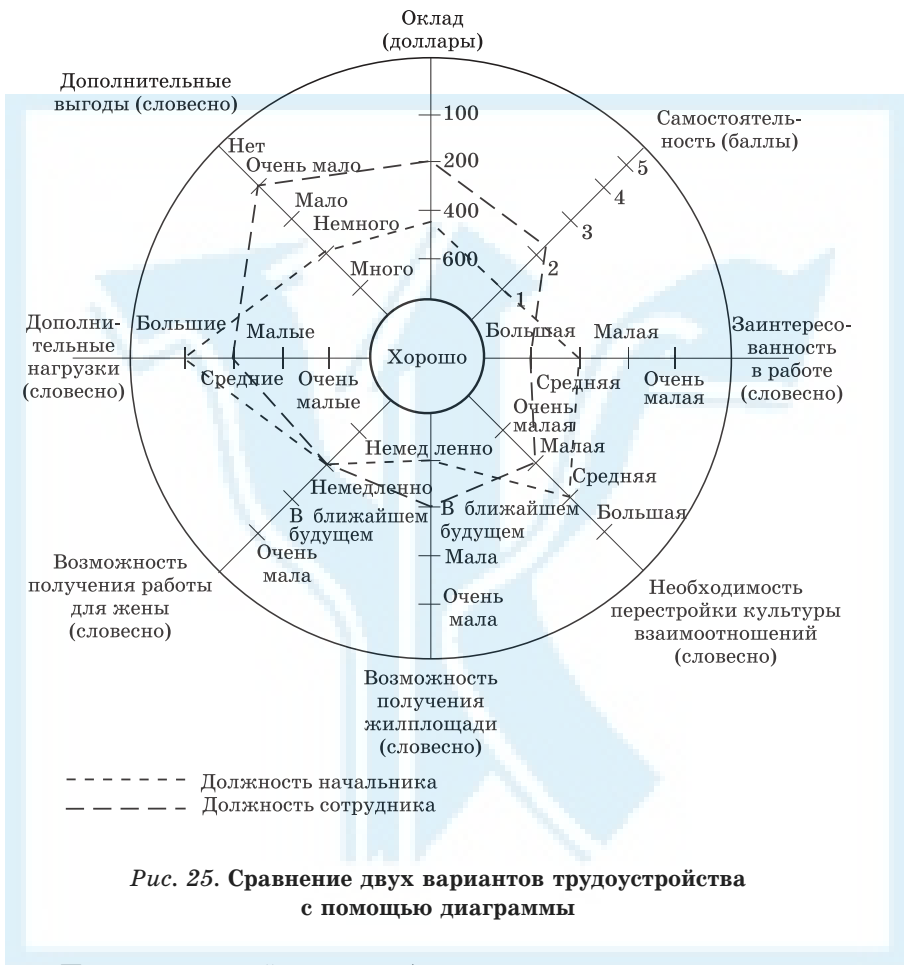 Оклад
(доллары)
Дополнительные
выгоды (словесно)
Самостоятель-
ность (баллы)
100
200
400
600
Нет
Очень мало
Мало
Немного
Много
5
4
3
2
1
Дополни-
тельные
нагрузки
(словесно)
Большие
Малые
Средние
Очень
малые
Хорошо
Большая
Малая
Средняя
Очень
малая
Заинтересо-
ванность
в работе
(словесно)
Очень
малая
Малая
Средняя
Большая
Немедленно
Немедленно
В ближайшем
будущем
Очень
мала
В ближайшем
будущем
Мала
Очень
мала
Возможность
получения работы
для жены
(словесно)
Необходимость
перестройки культуры
взаимоотношений
(словесно)
Возможность
получения
жилплощади
(словесно)
Должность начальника
Должность сотрудника
Рис. 25. Сравнение двух вариантов трудоустройства
с помощью диаграммы